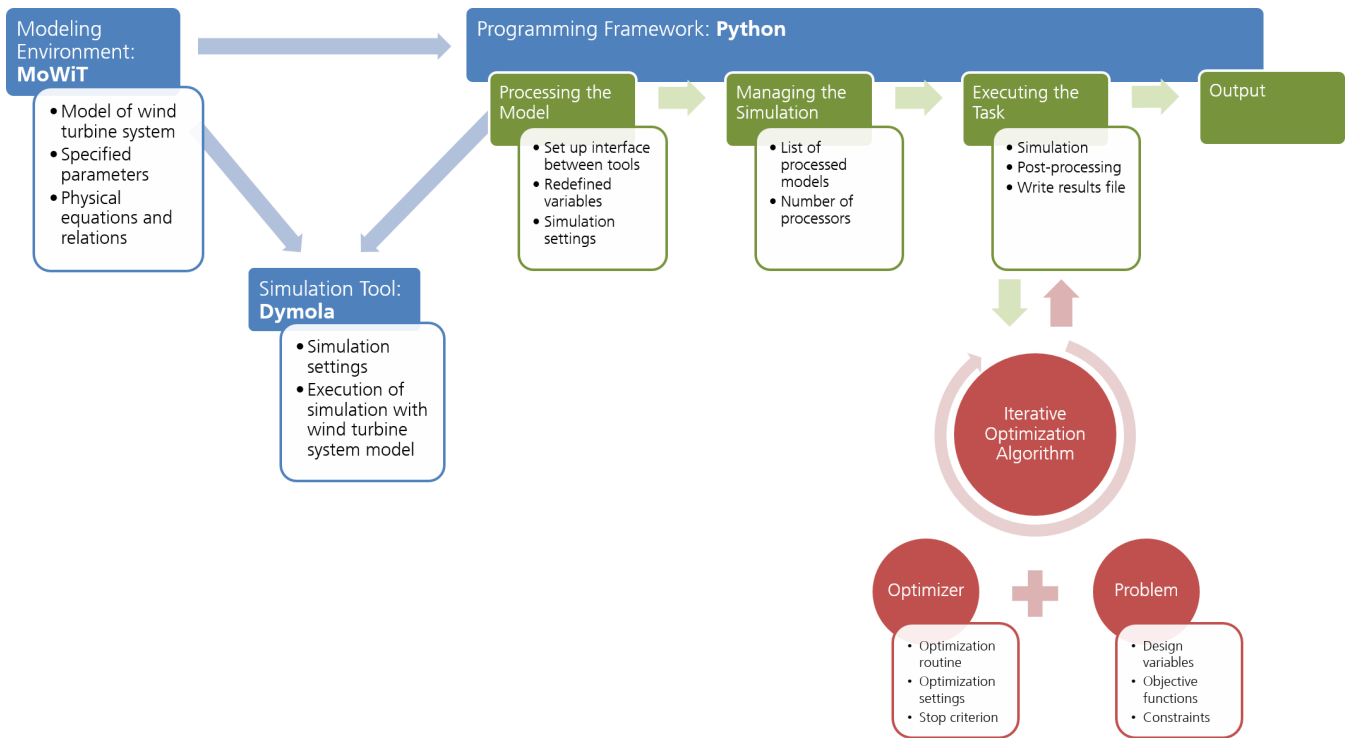 Modeling
Environment:
MoWiT
• Model of wind
turbine system
• Specified
parameters
• Physical
equations and
relations
Programming Framework: Python
Processing the
Model
• Set up interface
between tools
• Redefined
variables
• Simulation
settings
Managing the
Simulation
• List of
processed
models
• Number of
processors
Executing the
Task
• Simulation
• Post-processing
• Write results file
Output
Simulation Tool:
Dymola
• Simulation
settings
• Execution of
simulation with
wind turbine
system model
Iterative
Optimization
Algorithm
Optimizer
• Optimization
routine
• Optimization
settings
• Stop criterion
Problem
• Design
variables
• Objective
functions
• Constraints